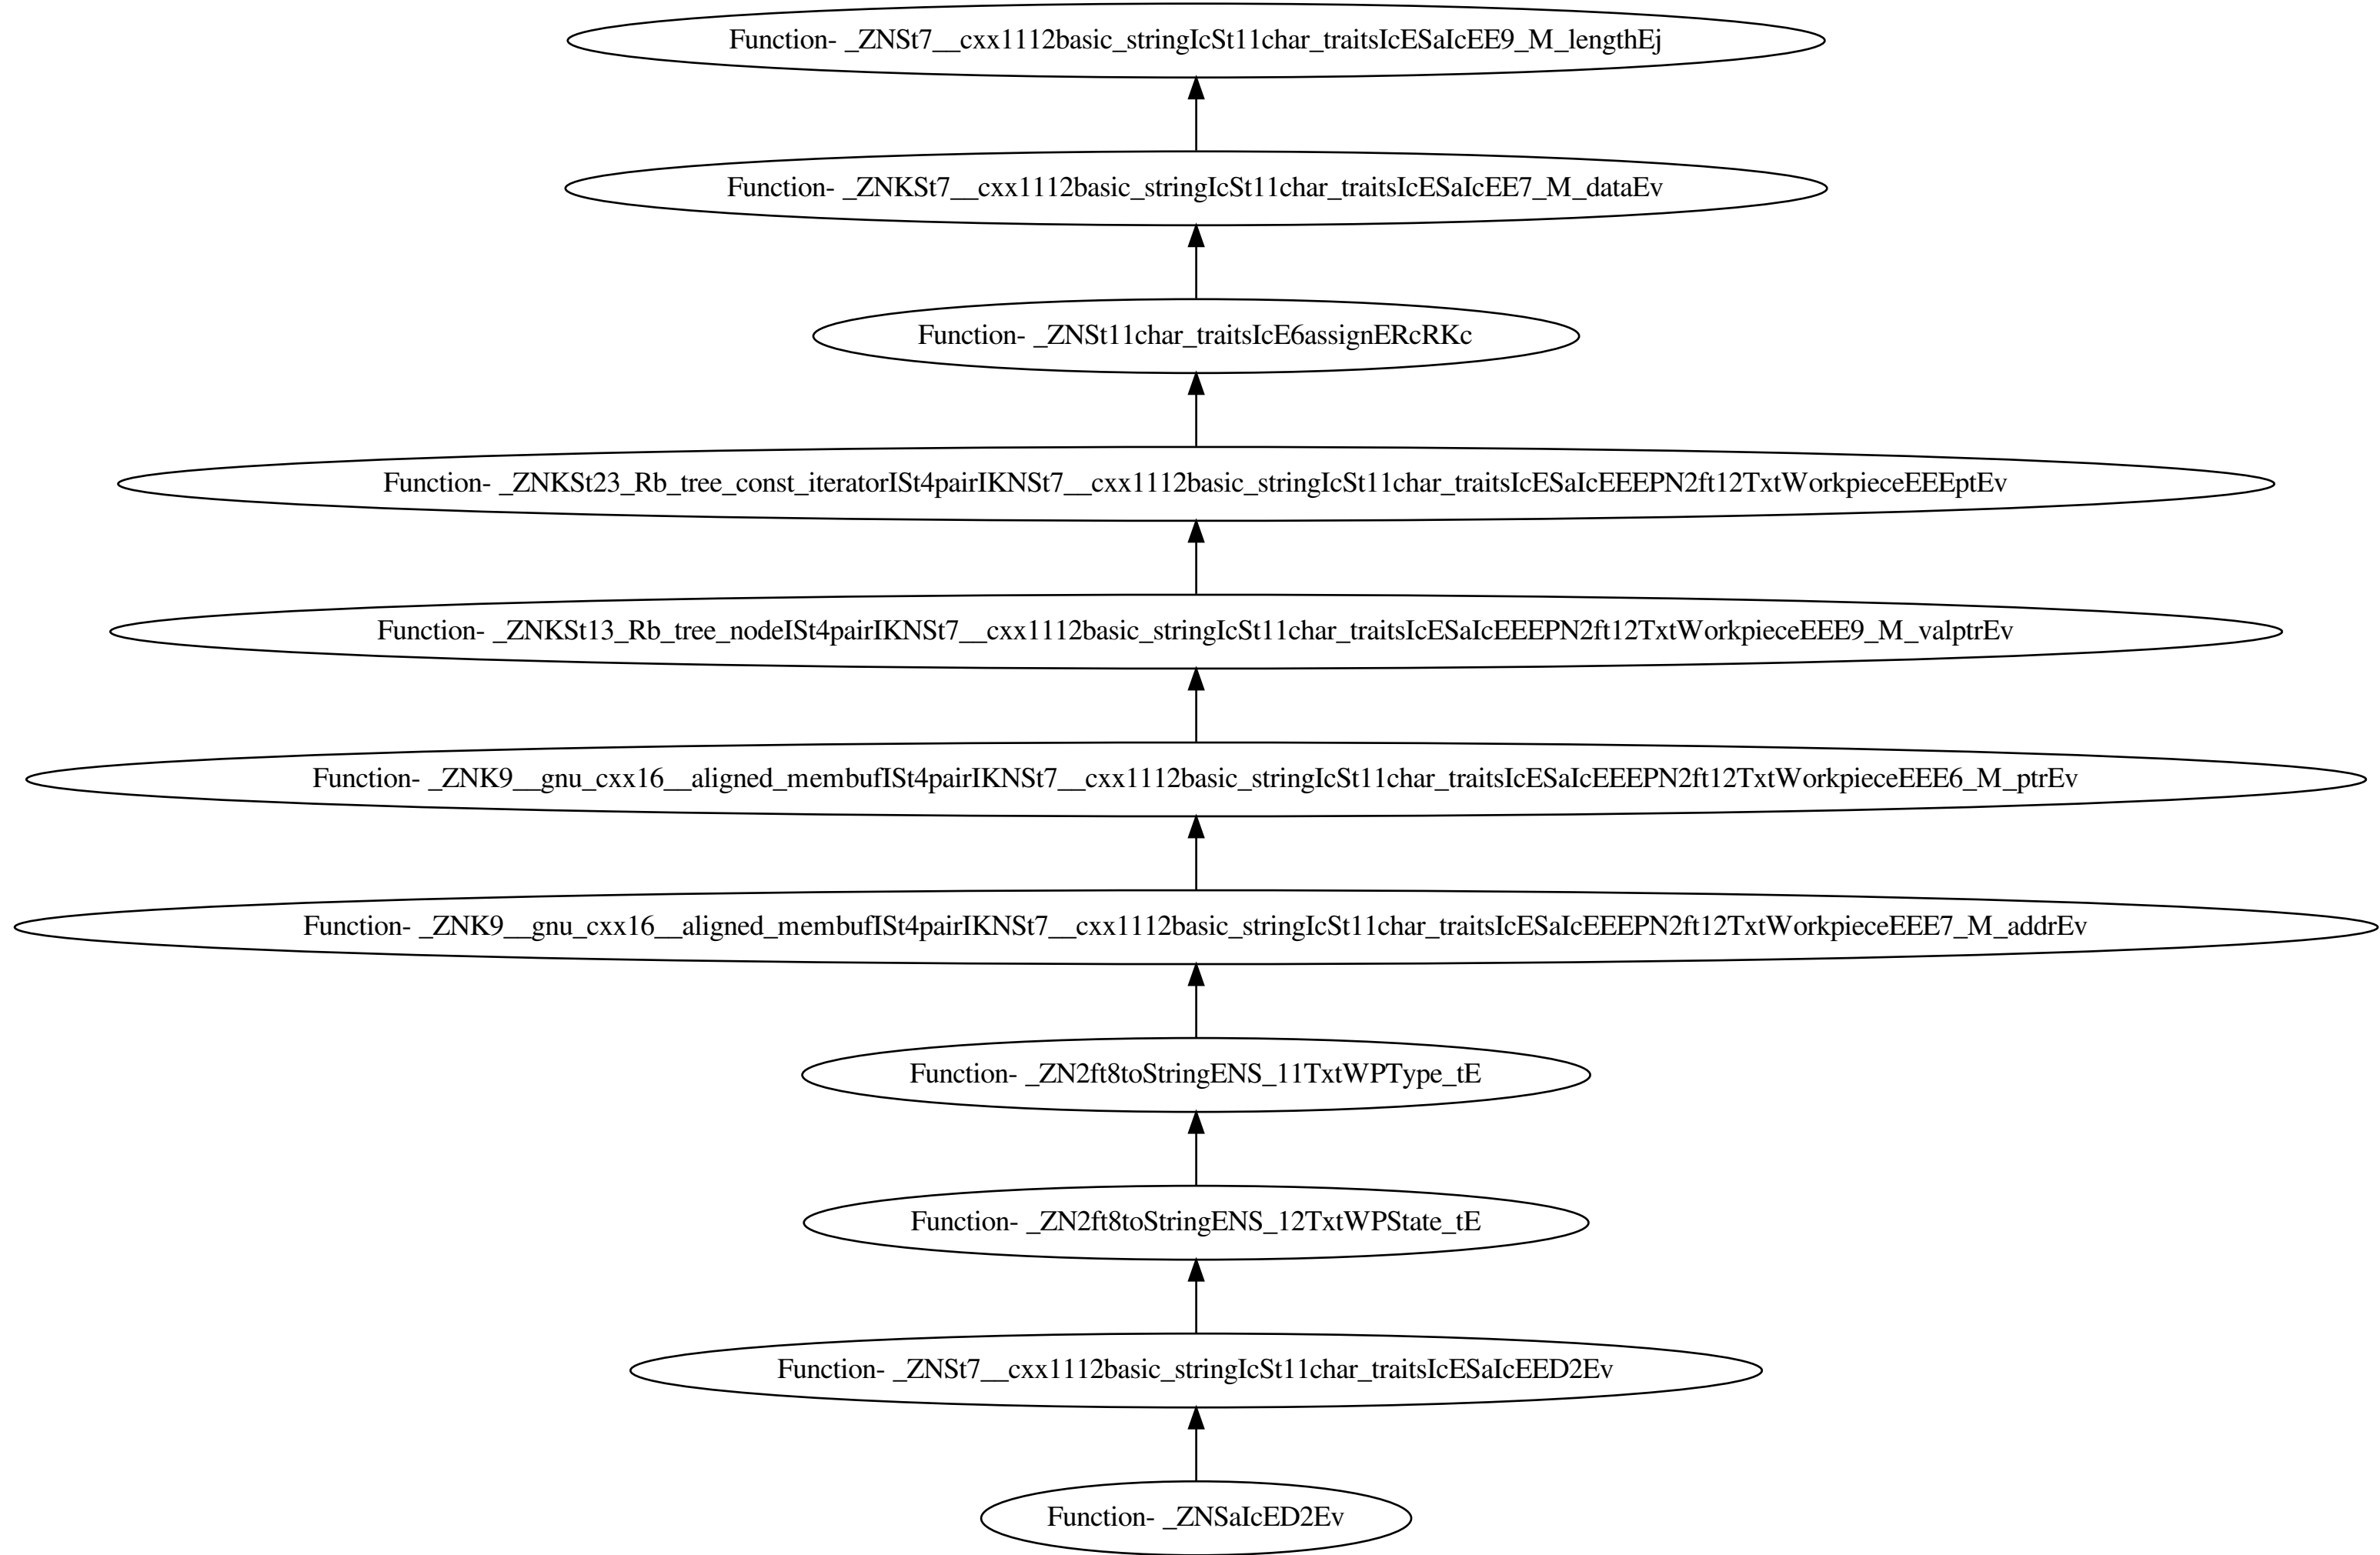 Function- _ZNSt7__cxx1112basic_stringIcSt11char_traitsIcESaIcEE9_M_lengthEj
Function- _ZNKSt7__cxx1112basic_stringIcSt11char_traitsIcESaIcEE7_M_dataEv
Function- _ZNSt11char_traitsIcE6assignERcRKc
Function- _ZNKSt23_Rb_tree_const_iteratorISt4pairIKNSt7__cxx1112basic_stringIcSt11char_traitsIcESaIcEEEPN2ft12TxtWorkpieceEEEptEv
Function- _ZNKSt13_Rb_tree_nodeISt4pairIKNSt7__cxx1112basic_stringIcSt11char_traitsIcESaIcEEEPN2ft12TxtWorkpieceEEE9_M_valptrEv
Function- _ZNK9__gnu_cxx16__aligned_membufISt4pairIKNSt7__cxx1112basic_stringIcSt11char_traitsIcESaIcEEEPN2ft12TxtWorkpieceEEE6_M_ptrEv
Function- _ZNK9__gnu_cxx16__aligned_membufISt4pairIKNSt7__cxx1112basic_stringIcSt11char_traitsIcESaIcEEEPN2ft12TxtWorkpieceEEE7_M_addrEv
Function- _ZN2ft8toStringENS_11TxtWPType_tE
Function- _ZN2ft8toStringENS_12TxtWPState_tE
Function- _ZNSt7__cxx1112basic_stringIcSt11char_traitsIcESaIcEED2Ev
Function- _ZNSaIcED2Ev